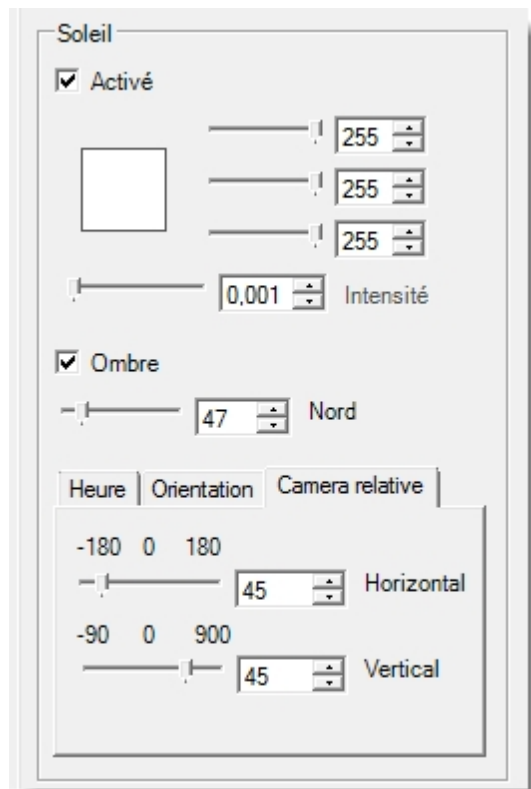 Soleil
Activé
255
255
255
0,001 Intensité
Ombre
47 Nord
Heure Orientation Camera relative
-180 0 180
45 Horizontal
-90 0 900
45 Vertical